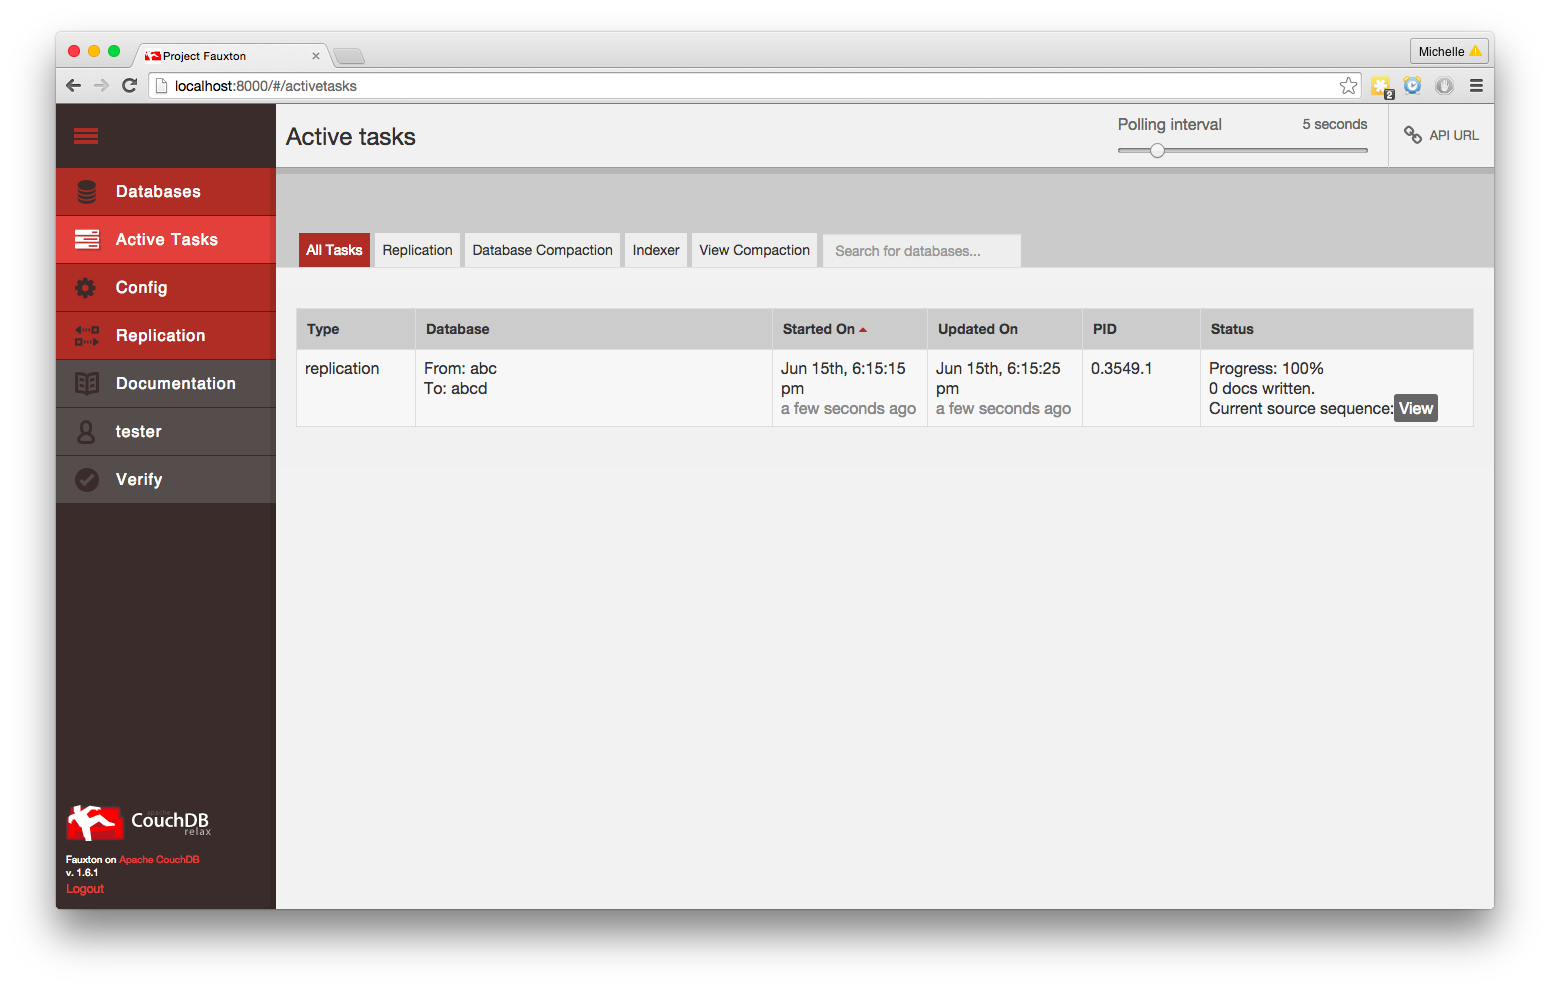 Project Fauxton
Michelle
localhost:8000/#/activetasks
2
Active tasks
Polling interval
5 seconds
API URL
Databases
Active Tasks
Config
Replication
Documentation
tester
Verify
All Tasks
Replication
Database Compaction
Indexer
View Compaction
Search for databases...
Type
Database
Started On
Updated On
PID
Status
replication
From: abc
To: abcd
Jun 15th, 6:15:15
pm
a few seconds ago
Jun 15th, 6:15:25
pm
a few seconds ago
0.3549.1
Progress: 100%
0 docs written.
Current source sequence: View
apache
CouchDB
relax
Fauxton on Apache CouchDB
v. 1.6.1
Logout